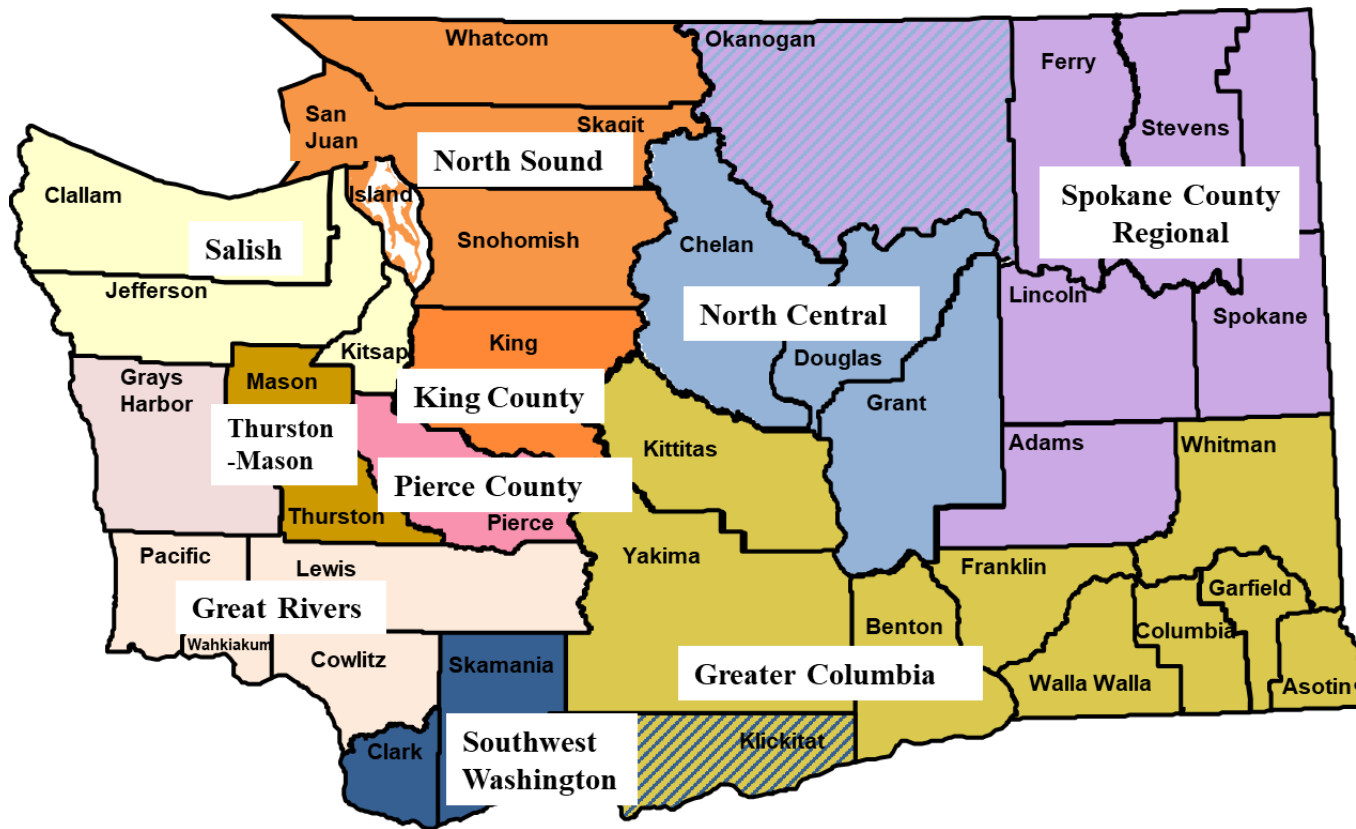 Whatcom
Okanogan
Ferry
San
Juan
Skagit
Stevens
North Sound
Clallam
Island
Spokane County
Regional
Salish
Snohomish
Chelan
Jefferson
Lincoln
North Central
Spokane
King
Kitsap
Douglas
Grays
Harbor
Mason
King County
Grant
Thurston
-Mason
Kittitas
Adams
Whitman
Pierce County
Thurston
Pierce
Pacific
Lewis
Yakima
Franklin
Great Rivers
Garfield
Benton
Columbia
Wahkiakum
Cowlitz
Skamania
Greater Columbia
Walla Walla
Asotin
Clark
Southwest
Washington
Klickitat